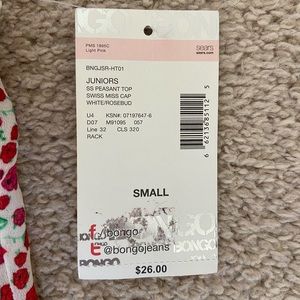 PMS 1895C
Light Pink
sears
sears.com
BNGJSR-HT01
JUNIORS
SS PEASANT TOP
SWISS MISS CAP
WHITE/ROSEBUD
U4 KSN#: 07197647-6
D07 M91095 057
Line 32 CLS 320
RACK
SMALL
f/bongo
@bongojeans
BONGO
$26.00